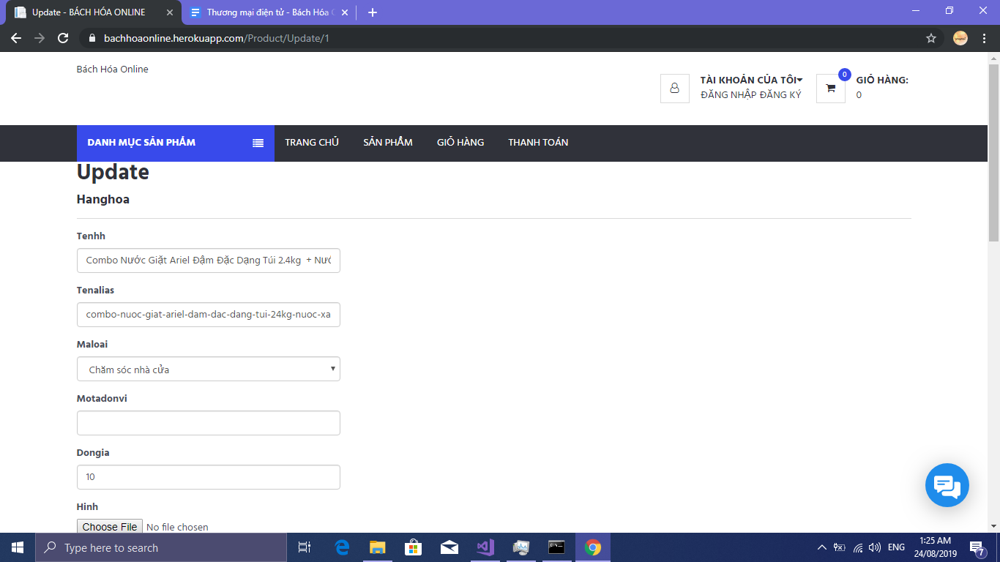 Update - BÁCH HÓA ONLINE
Thương mại điện tử - Bách Hóa
bachhoaonline.herokuapp.com/Product/Update/1
Bách Hóa Online
TÀI KHOẢN CỦA TÔI
ĐĂNG NHẬP ĐĂNG KÝ
0
GIỎ HÀNG:
0
DANH MỤC SẢN PHẨM
TRANG CHỦ
SẢN PHẨM
GIỎ HÀNG
THANH TOÁN
Update
Hanghoa
Tenhh
Combo Nước Giặt Ariel Đậm Đặc Dạng Túi 2.4kg + Nước
Tenalias
combo-nuoc-giat-ariel-dam-dac-dang-tui-24kg-nuoc-xa
Maloai
Chăm sóc nhà cửa
Motadonvi
Dongia
10
Hinh
Choose File No file chosen
Type here to search
ENG
1:25 AM
24/08/2019
7